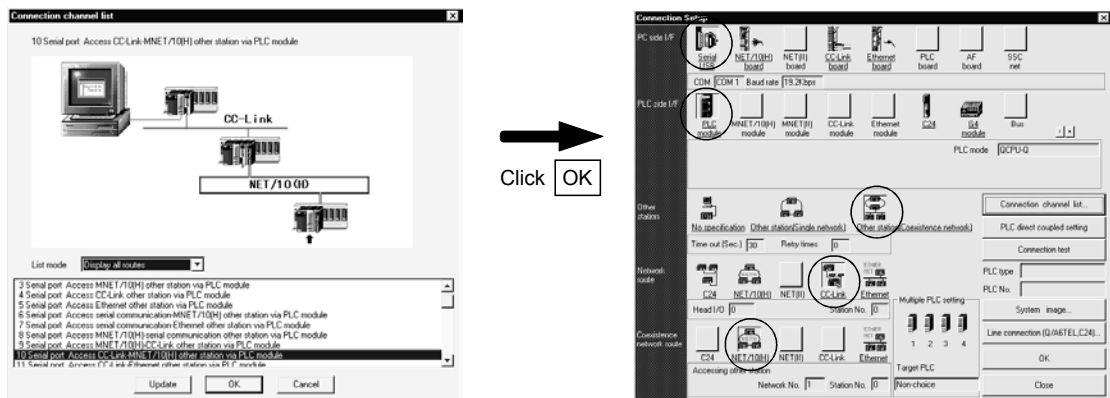 Connection channel list
10 Serial port Access CC-Link-MNET/10(H) other station via PLC module
CC-Link
NET/10(H)
List mode Display all routes
3 Serial port Access MNET/10(H) other station via PLC module
4 Serial port Access CC-Link other station via PLC module
5 Serial port Access Ethernet other station via PLC module
6 Serial port Access serial communication-MNET/10(H) other station via PLC module
7 Serial port Access serial communication-Ethernet other station via PLC module
8 Serial port Access MNET/10(H)-serial communication other station via PLC module
9 Serial port Access MNET/10(H)-CC-Link other station via PLC module
10 Serial port Access CC-Link-MNET/10(H) other station via PLC module
11 Serial port Access CC-Link-Ethernet other station via PLC module
Update OK Cancel
Click OK
Connection Setup
PC side I/F
Serial USB
NET/10(H) board
NET(II) board
CC-Link board
Ethernet board
PLC board
AF board
SSC net
COM COM 1 Baud rate 19.2Kbps
PLC side I/F
PLC module
MNET/10(H) module
MNET(II) module
CC-Link module
Ethernet module
C24
G4 module
Bus
PLC mode QCPU-Q
Other station
No specification Other station(Single network) Other station(Coexistence network)
Time out (Sec.) 30 Retry times 0
Connection channel list...
PLC direct coupled setting
Connection test
Network route
C24 NET/10(H) NET(II) CC-Link Ethernet
Head I/O 0 Station No. 0
PLC type
PLC No.
Multiple PLC setting
1 2 3 4
System image...
Line connection (Q/A6TEL,C24)...
Coexistence network route
C24 NET/10(H) NET(II) CC-Link Ethernet
Accessing other station
Network No. 1 Station No. 0
Target PLC
Non-choice
OK
Close